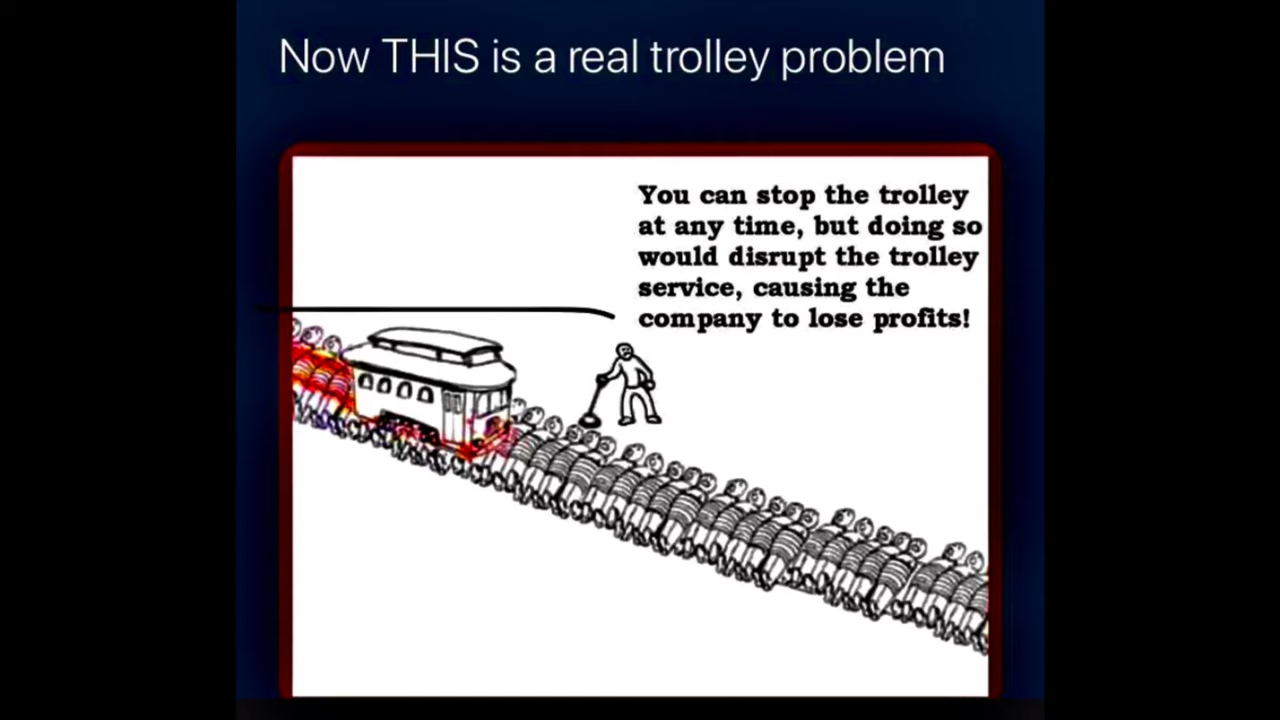 Now THIS is a real trolley problem
You can stop the trolley
at any time, but doing so
would disrupt the trolley
service, causing the
company to lose profits!